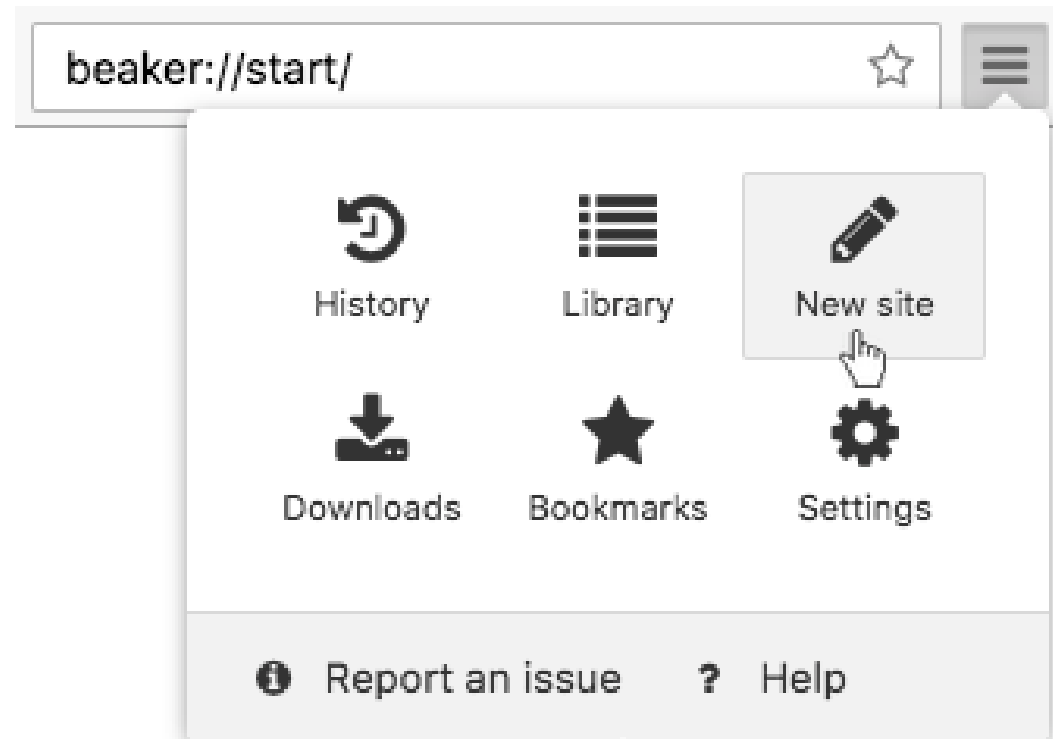 beaker://start/
History Library New site
Downloads Bookmarks Settings
Report an issue ? Help